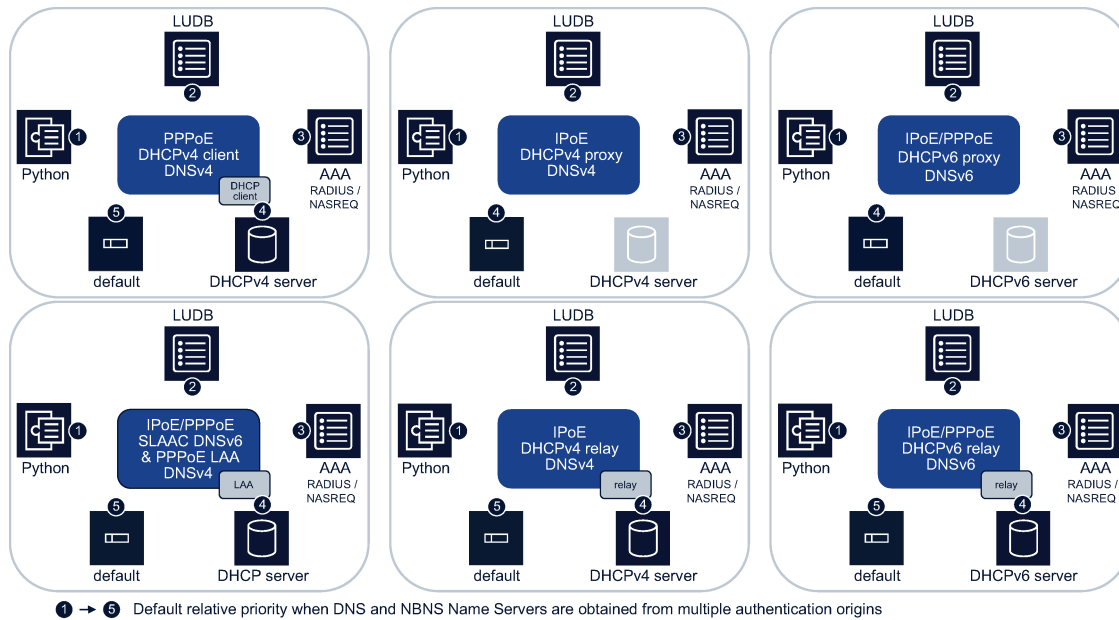 LUDB
2
1
Python
PPPoE
DHCPv4 client
DNSv4
DHCP
client
3
AAA
RADIUS /
NASREQ
5
default
4
DHCPv4 server
LUDB
2
1
Python
IPoE
DHCPv4 proxy
DNSv4
3
AAA
RADIUS /
NASREQ
4
default
DHCPv4 server
LUDB
2
1
Python
IPoE/PPPoE
DHCPv6 proxy
DNSv6
3
AAA
RADIUS /
NASREQ
4
default
DHCPv6 server
LUDB
2
1
Python
IPoE/PPPoE
SLAAC DNSv6
& PPPoE LAA
DNSv4
LAA
3
AAA
RADIUS /
NASREQ
5
default
4
DHCP server
LUDB
2
1
Python
IPoE
DHCPv4 relay
DNSv4
relay
3
AAA
RADIUS /
NASREQ
5
default
4
DHCPv4 server
LUDB
2
1
Python
IPoE/PPPoE
DHCPv6 relay
DNSv6
relay
3
AAA
RADIUS /
NASREQ
5
default
4
DHCPv6 server
1 → 5 Default relative priority when DNS and NBNS Name Servers are obtained from multiple authentication origins